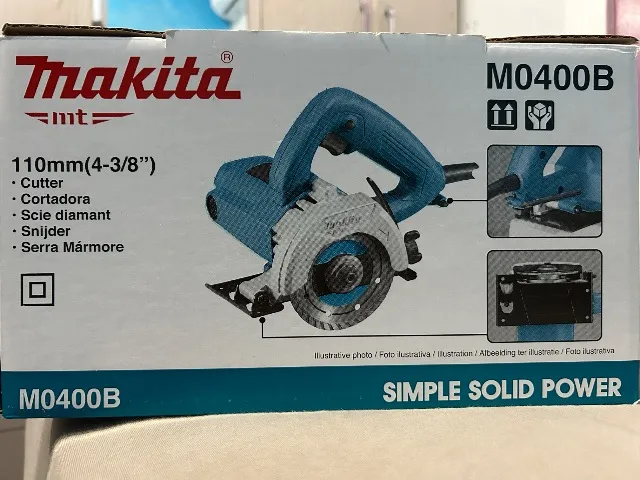 makita®
mt
M0400B
110mm(4-3/8")
· Cutter
· Cortadora
· Scie diamant
· Snijder
· Serra Mármore
Makita
Illustrative photo / Foto ilustrativa / Illustration / Afbeelding ter illustratie / Foto ilustrativa
M0400B
SIMPLE SOLID POWER